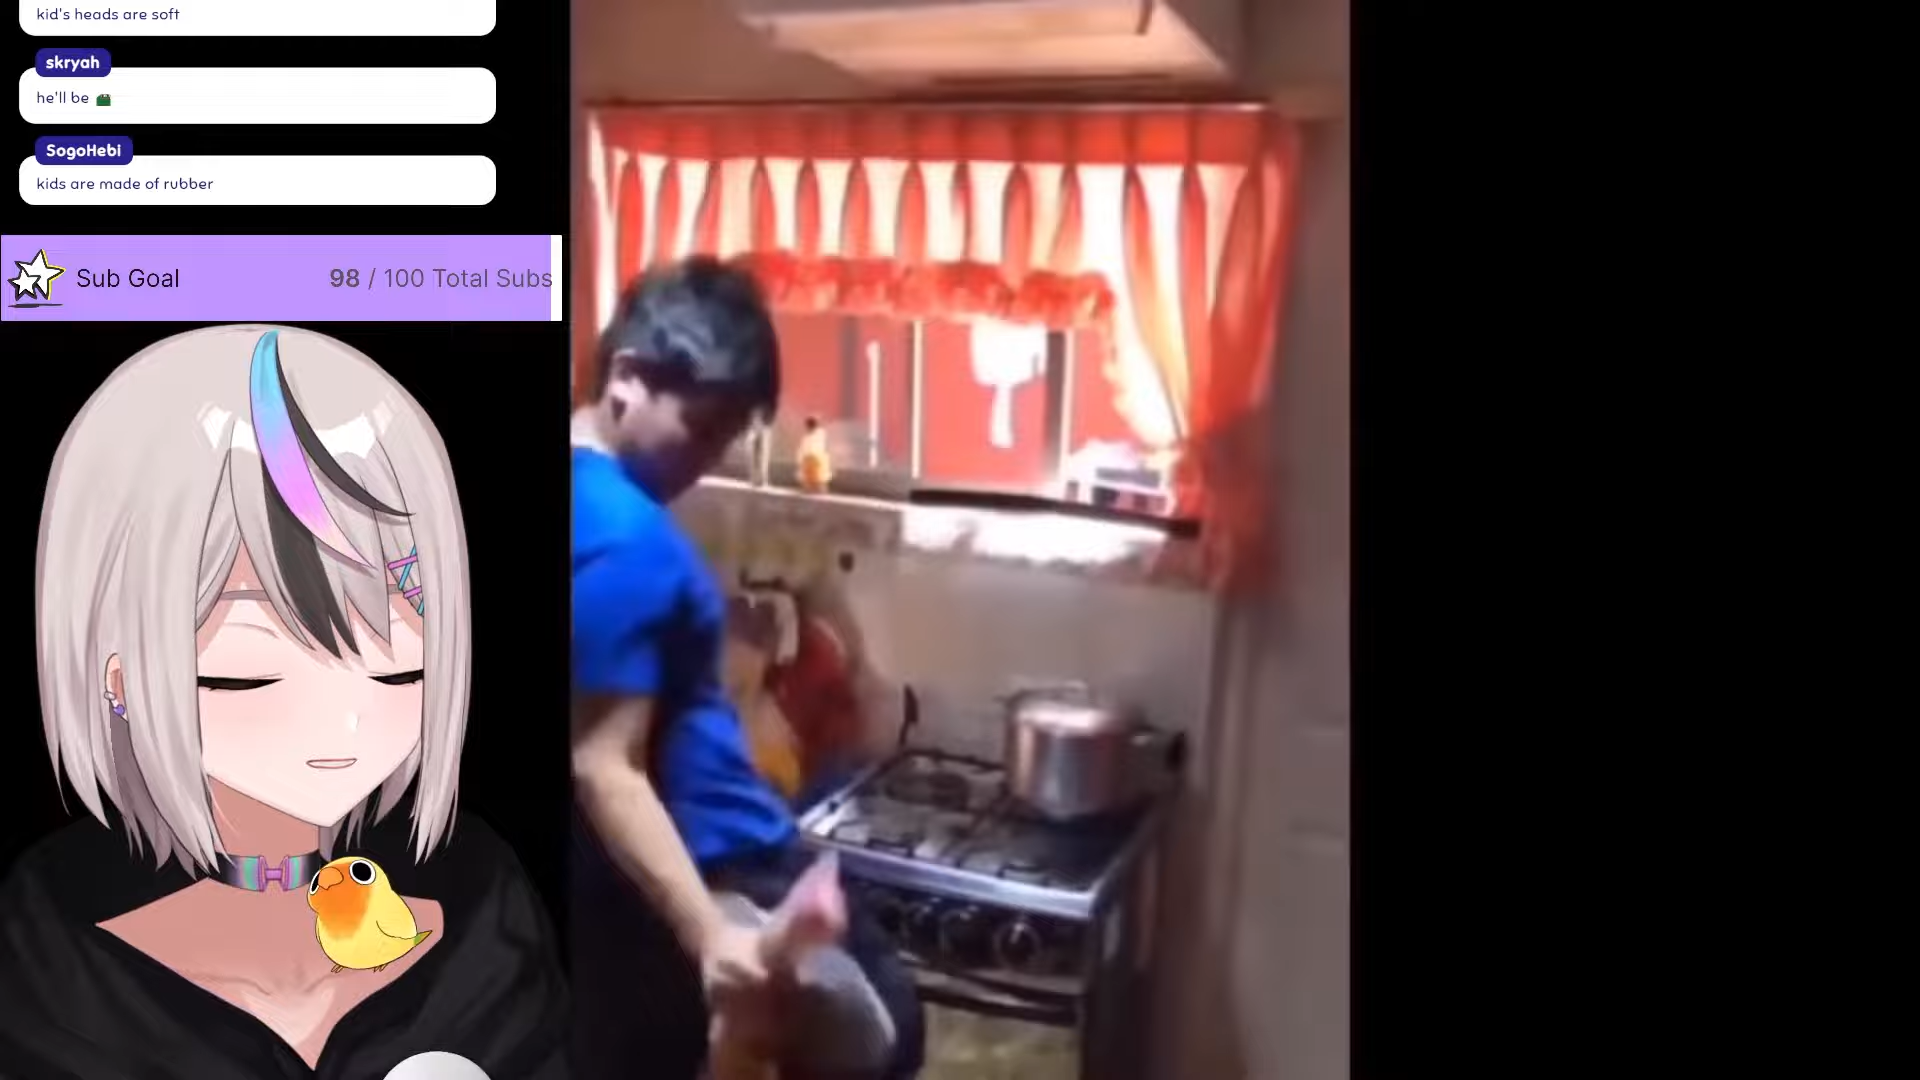 kid's heads are soft
skryah
he'll be
SogoHebi
kids are made of rubber
Sub Goal 98 / 100 Total Subs